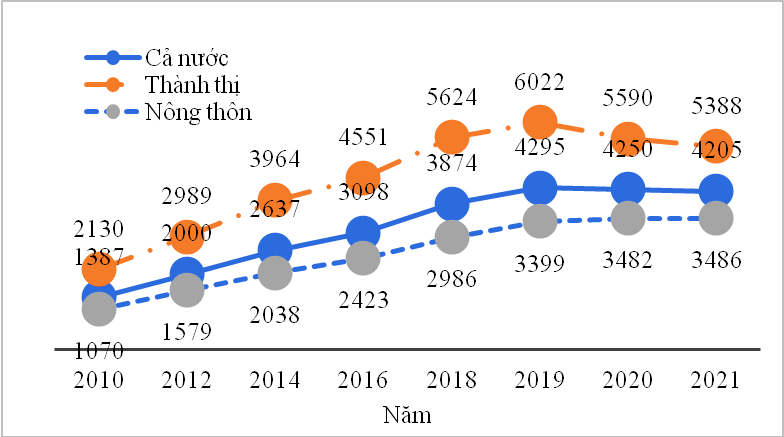 Cả nước
Thành thị
Nông thôn
2130 2989 3964 4551 5624 6022 5590 5388
1387 2000 2637 3098 3874 4295 4250 4205
1070 1579 2038 2423 2986 3399 3482 3486
2010 2012 2014 2016 2018 2019 2020 2021
Năm